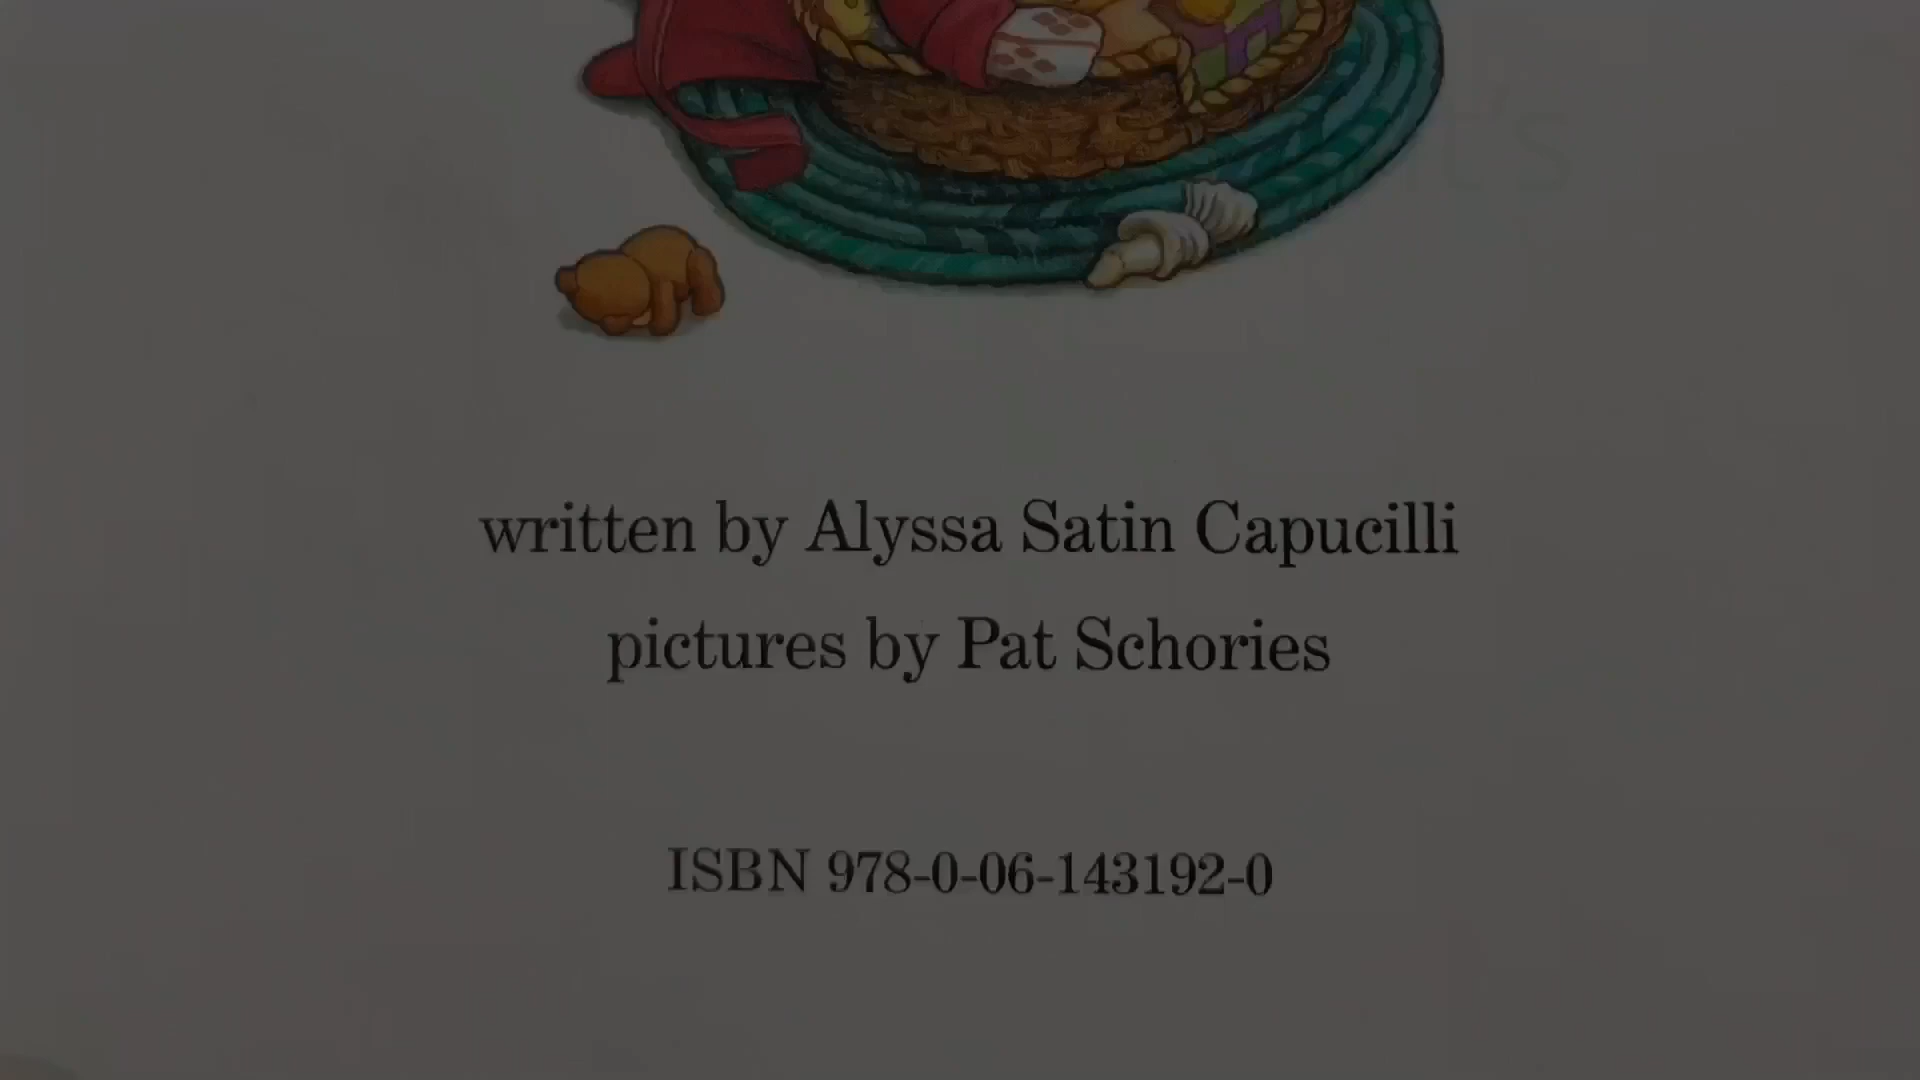 written by Alyssa Satin Capucilli
pictures by Pat Schories
ISBN 978-0-06-143192-0